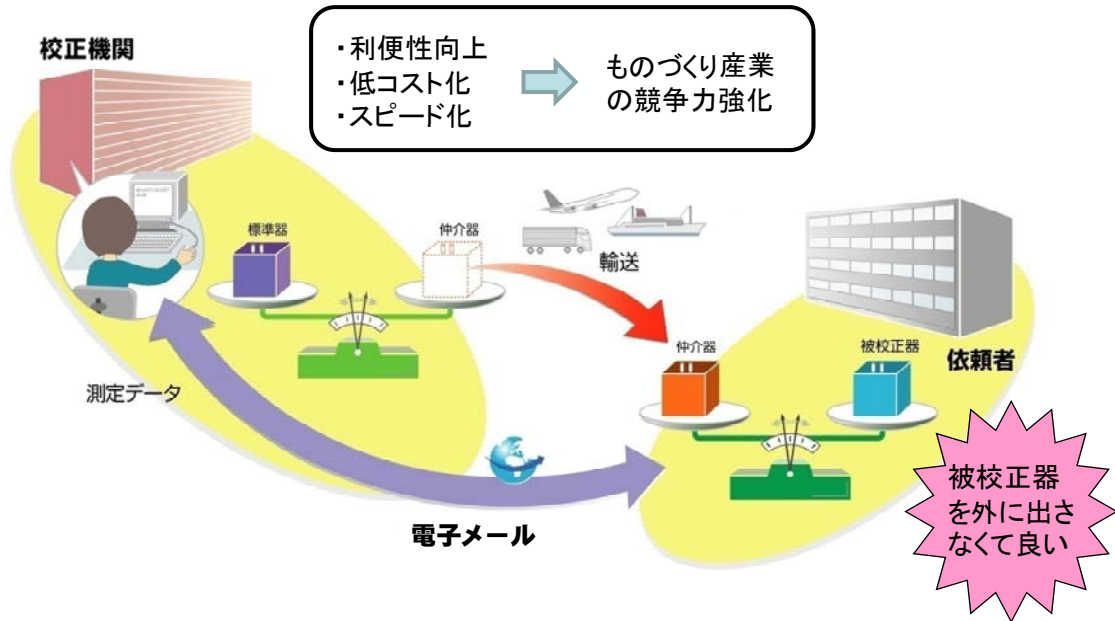 校正機関
・利便性向上
・低コスト化
・スピード化
ものづくり産業
の競争力強化
標準器
仲介器
輸送
測定データ
仲介器
被校正器
依頼者
電子メール
被校正器
を外に出さ
なくて良い